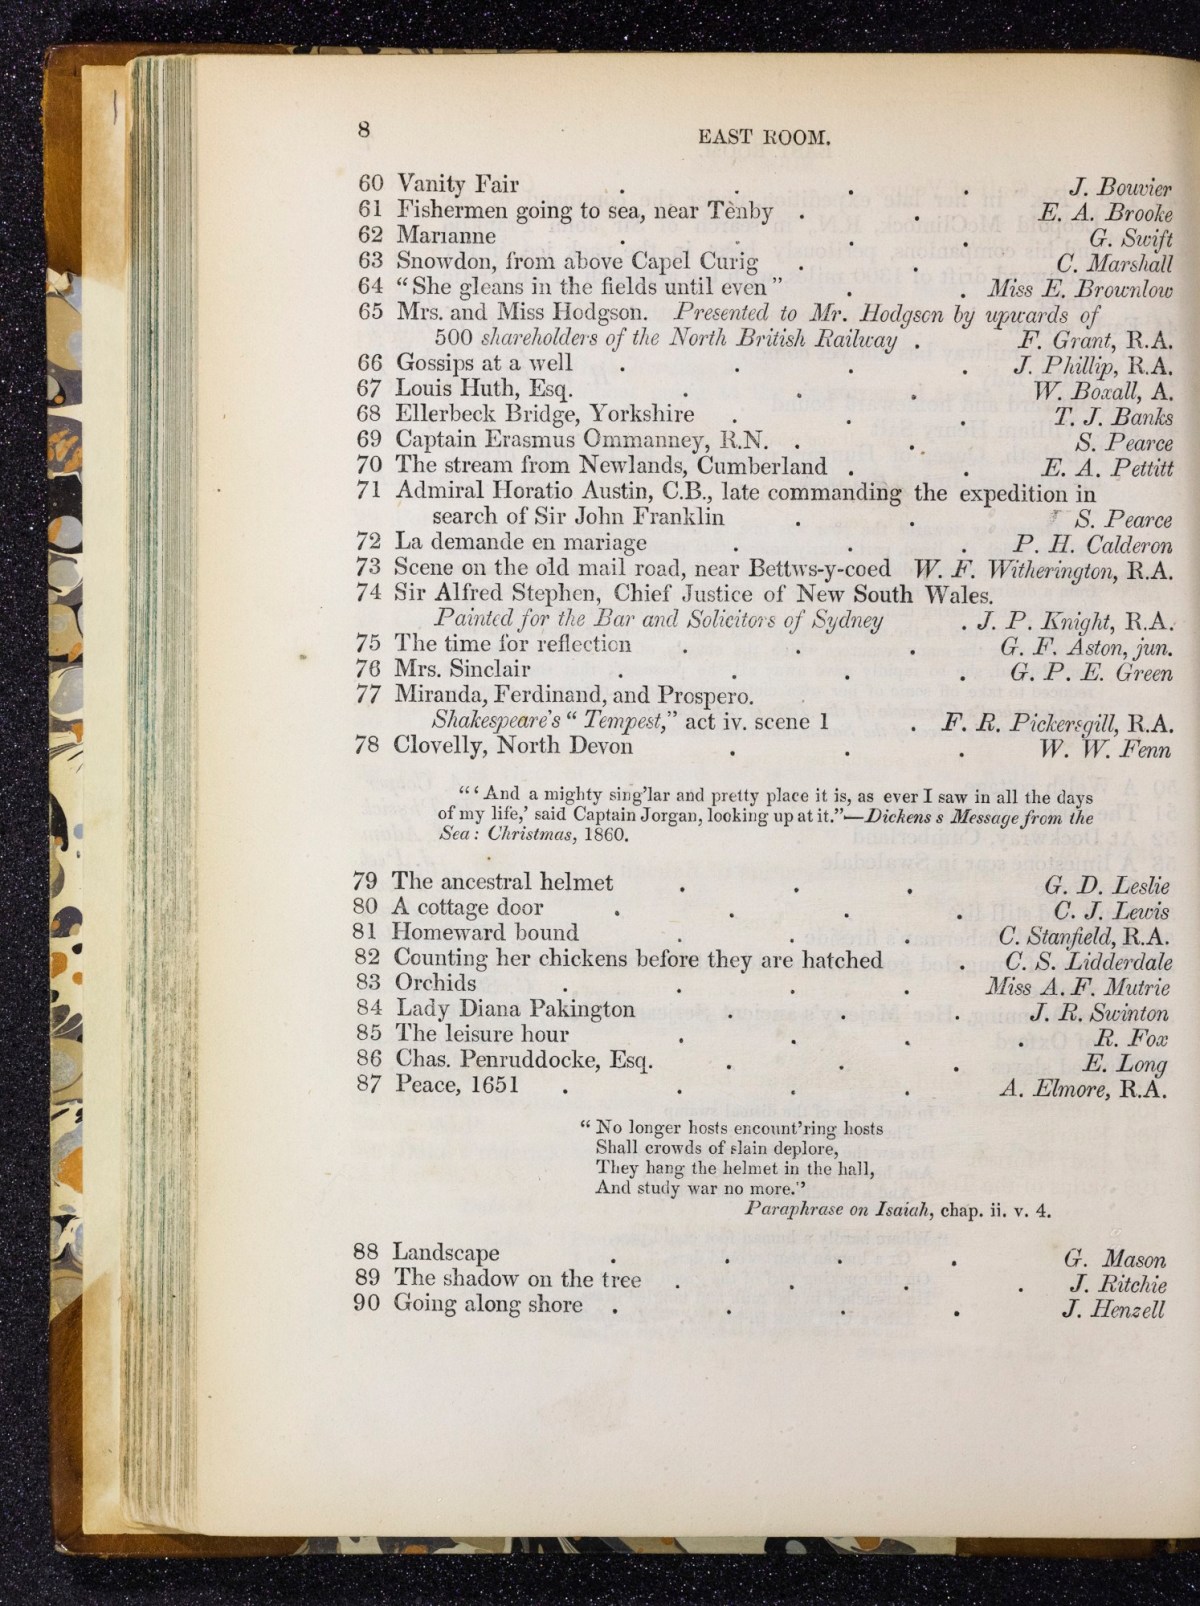 8
EAST ROOM.
60 Vanity Fair . . . . J. Bouvier
61 Fishermen going to sea, near Tenby . . E. A. Brooke
62 Marianne . . . . G. Swift
63 Snowdon, from above Capel Curig . . C. Marshall
64 “She gleans in the fields until even” . . Miss E. Brownlow
65 Mrs. and Miss Hodgson. Presented to Mr. Hodgson by upwards of
500 shareholders of the North British Railway . F. Grant, R.A.
66 Gossips at a well . . . . J. Phillip, R.A.
67 Louis Huth, Esq. . . . W. Boxall, A.
68 Ellerbeck Bridge, Yorkshire . . . T. J. Banks
69 Captain Erasmus Ommanney, R.N. . . S. Pearce
70 The stream from Newlands, Cumberland . . E. A. Pettitt
71 Admiral Horatio Austin, C.B., late commanding the expedition in
search of Sir John Franklin . . S. Pearce
72 La demande en mariage . . . P. H. Calderon
73 Scene on the old mail road, near Bettws-y-coed W. F. Witherington, R.A.
74 Sir Alfred Stephen, Chief Justice of New South Wales.
Painted for the Bar and Solicitors of Sydney . J. P. Knight, R.A.
75 The time for reflection . . . G. F. Aston, jun.
76 Mrs. Sinclair . . . . G. P. E. Green
77 Miranda, Ferdinand, and Prospero.
Shakespeare's “Tempest,” act iv. scene 1 . F. R. Pickersgill, R.A.
78 Clovelly, North Devon . . . W. W. Fenn
“‘And a mighty sing’lar and pretty place it is, as ever I saw in all the days
of my life,’ said Captain Jorgan, looking up at it.”—Dickens s Message from the
Sea: Christmas, 1860.
79 The ancestral helmet . . . G. D. Leslie
80 A cottage door . . . . C. J. Lewis
81 Homeward bound . . . C. Stanfield, R.A.
82 Counting her chickens before they are hatched . C. S. Lidderdale
83 Orchids . . . . Miss A. F. Mutrie
84 Lady Diana Pakington . . . J. R. Swinton
85 The leisure hour . . . . R. Fox
86 Chas. Penruddocke, Esq. . . . E. Long
87 Peace, 1651 . . . . A. Elmore, R.A.
“No longer hosts encount’ring hosts
Shall crowds of slain deplore,
They hang the helmet in the hall,
And study war no more.”
Paraphrase on Isaiah, chap. ii. v. 4.
88 Landscape . . . . G. Mason
89 The shadow on the tree . . . . J. Ritchie
90 Going along shore . . . . J. Henzell